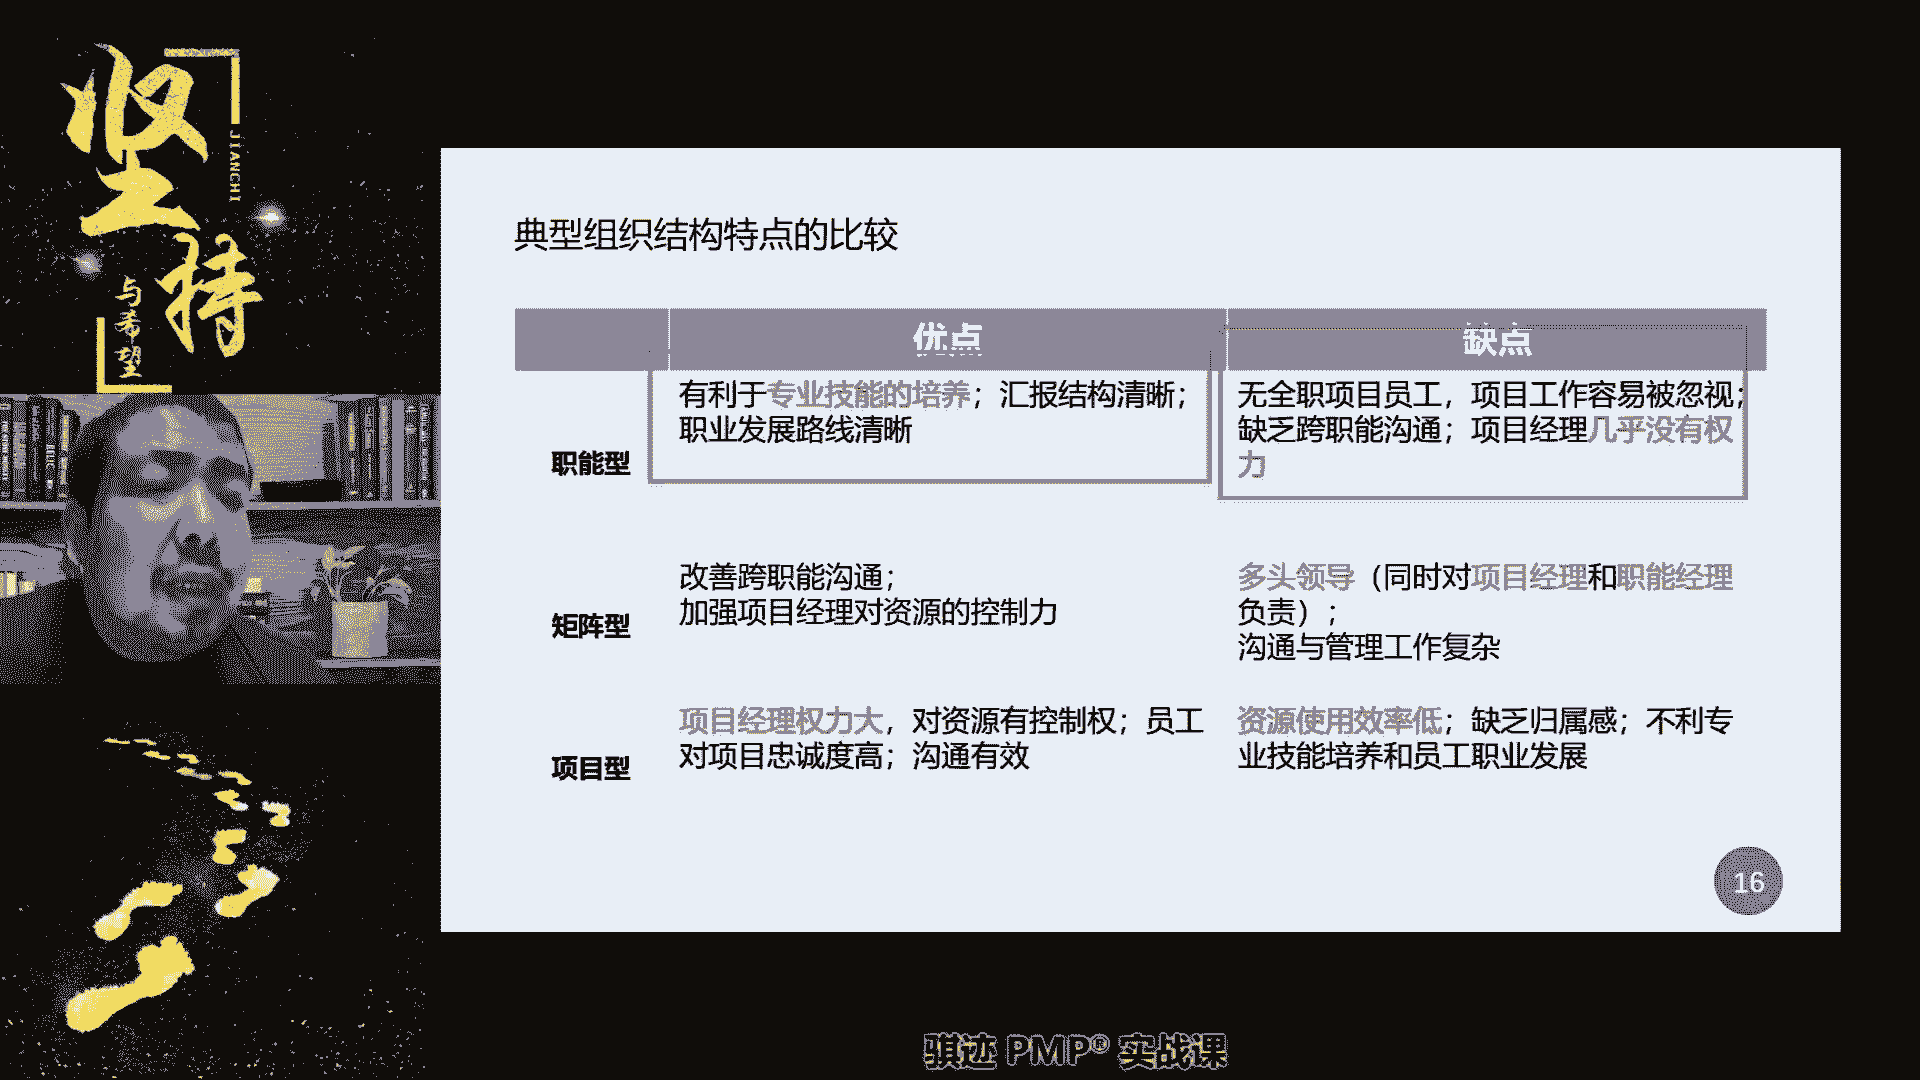 坚持
JIANCHI
与希望
典型组织结构特点的比较
优点 缺点
职能型
有利于专业技能的培养；汇报结构清晰；
职业发展路线清晰
无全职项目员工，项目工作容易被忽视；
缺乏跨职能沟通；项目经理几乎没有权
力
矩阵型
改善跨职能沟通；
加强项目经理对资源的控制力
多头领导（同时对项目经理和职能经理
负责）；
沟通与管理工作复杂
项目型
项目经理权力大，对资源有控制权；员工
对项目忠诚度高；沟通有效
资源使用效率低；缺乏归属感；不利专
业技能培养和员工职业发展
16
骐迹 PMP® 实战课